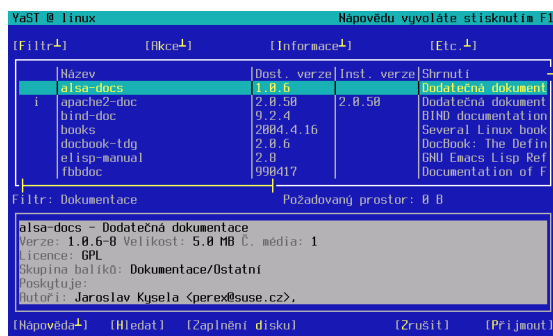 YaST @ linux Nápovědu vyvoláte stisknutím F1
[Filtr┴] [Akce┴] [Informace┴] [Etc.┴]
Název Dost. verze Inst. verze Shrnutí
alsa-docs 1.0.6 Dodatečná dokument
i apache2-doc 2.0.50 2.0.50 Dodatečná dokument
bind-doc 9.2.4 BIND documentation
books 2004.4.16 Several Linux book
docbook-tdg 2.0.6 DocBook: The Defin
elisp-manual 2.8 GNU Emacs Lisp Ref
fbbdoc 990417 Documentation of F
Filtr: Dokumentace Požadovaný prostor: 0 B
alsa-docs - Dodatečná dokumentace
Verze: 1.0.6-8 Velikost: 5.0 MB Č. média: 1
Licence: GPL
Skupina balíků: Dokumentace/Ostatní
Poskytuje:
Autoři: Jaroslav Kysela <perex@suse.cz>,
[Nápověda┴] [Hledat] [Zaplnění disku] [Zrušit] [Přijmout]